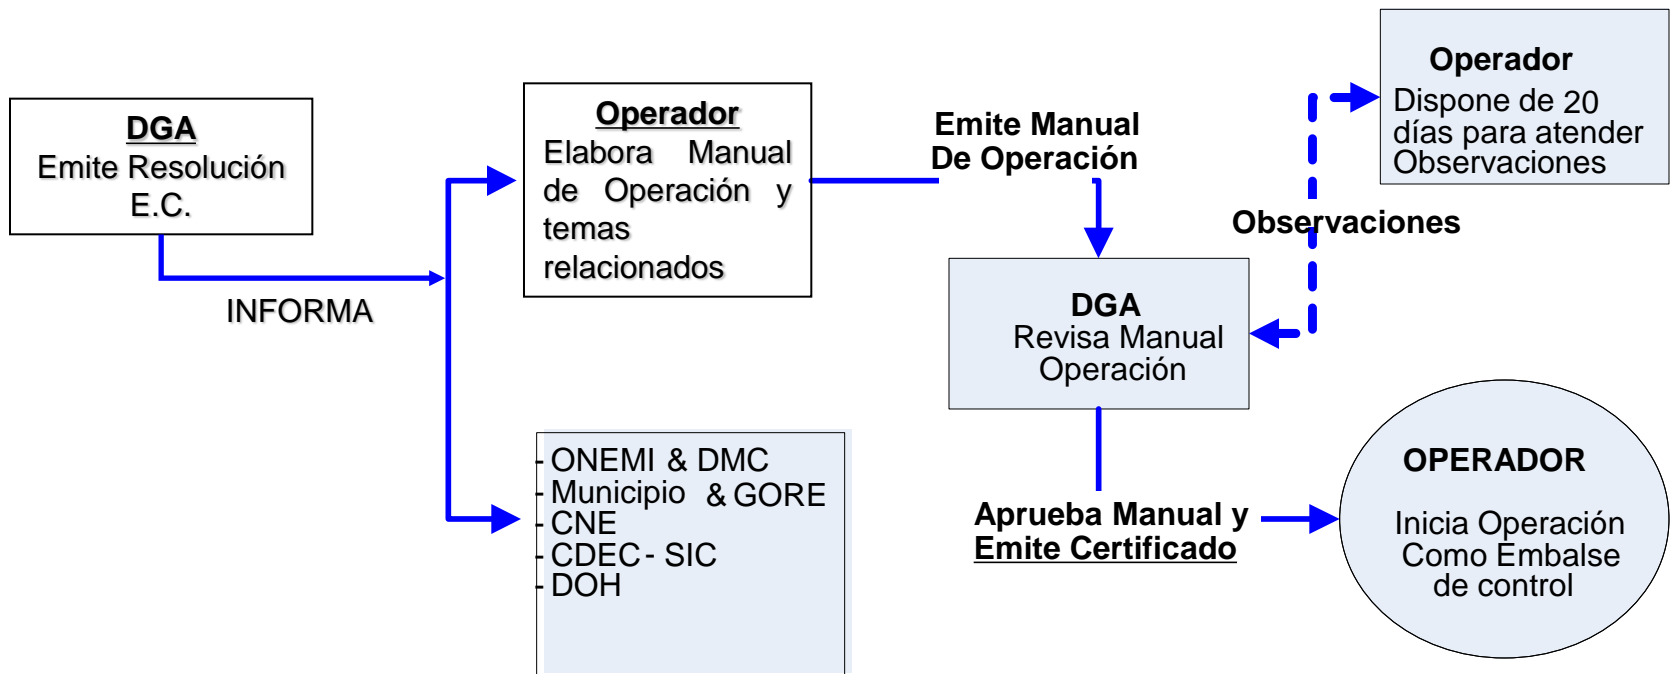 DGA
Emite Resolución
E.C.
INFORMA
Operador
Elabora Manual
de Operación y
temas
relacionados
- ONEMI & DMC
- Municipio & GORE
- CNE
- CDEC - SIC
- DOH
Emite Manual
De Operación
DGA
Revisa Manual
Operación
Observaciones
Operador
Dispone de 20
días para atender
Observaciones
Aprueba Manual y
Emite Certificado
OPERADOR
Inicia Operación
Como Embalse
de control